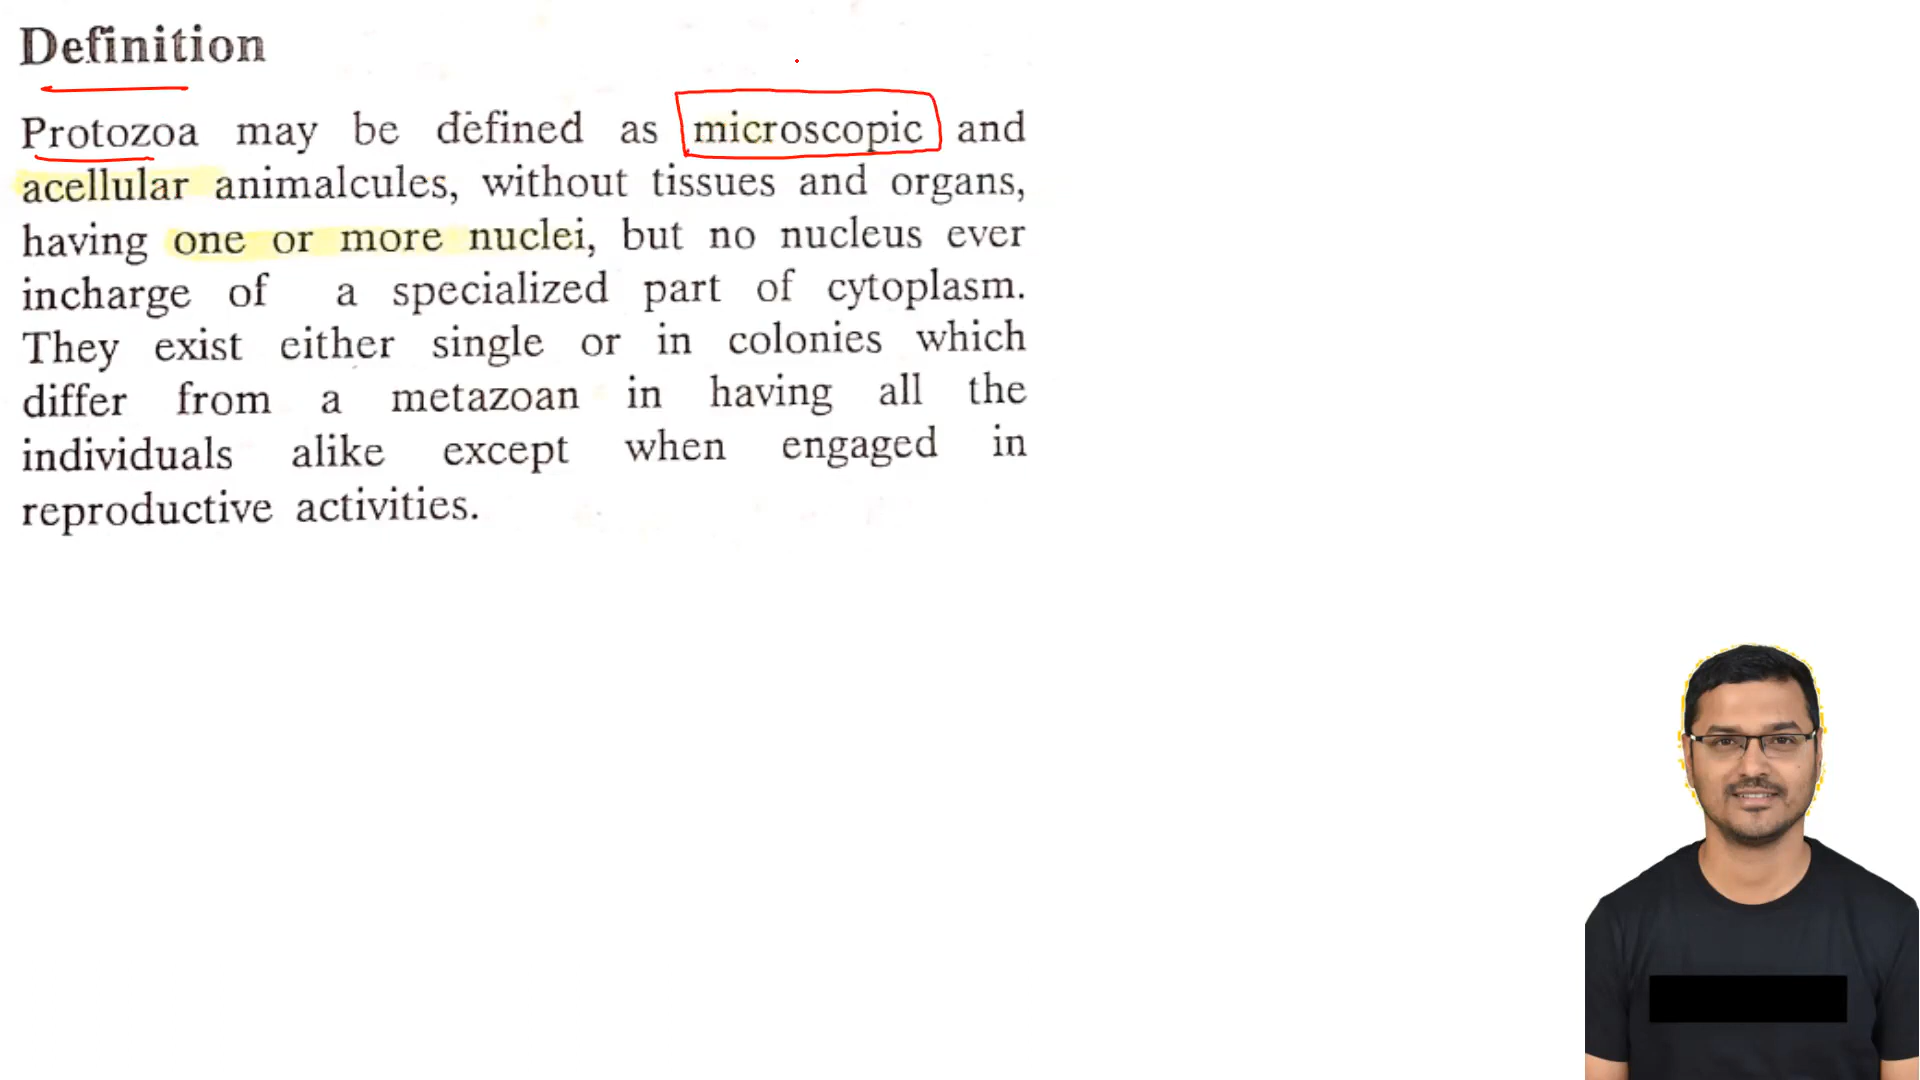 Definition
Protozoa may be defined as microscopic and
acellular animalcules, without tissues and organs,
having one or more nuclei, but no nucleus ever
incharge of a specialized part of cytoplasm.
They exist either single or in colonies which
differ from a metazoan in having all the
individuals alike except when engaged in
reproductive activities.